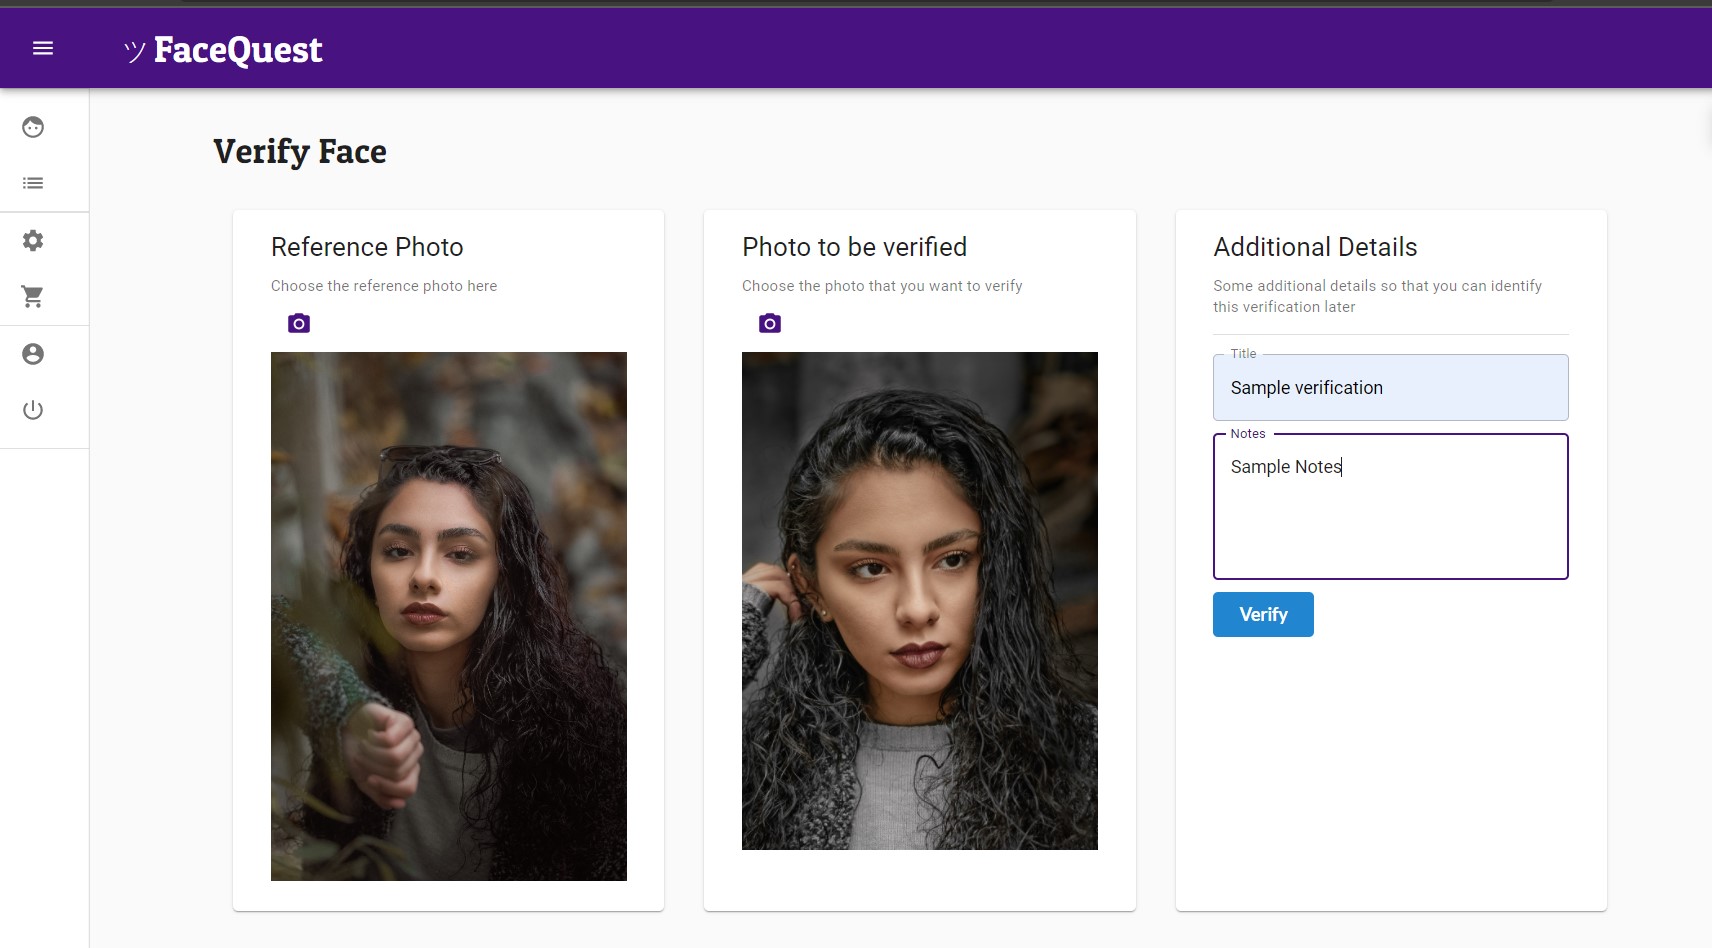 ツ FaceQuest
Verify Face
Reference Photo
Choose the reference photo here
Photo to be verified
Choose the photo that you want to verify
Additional Details
Some additional details so that you can identify
this verification later
Title
Sample verification
Notes
Sample Notes
Verify